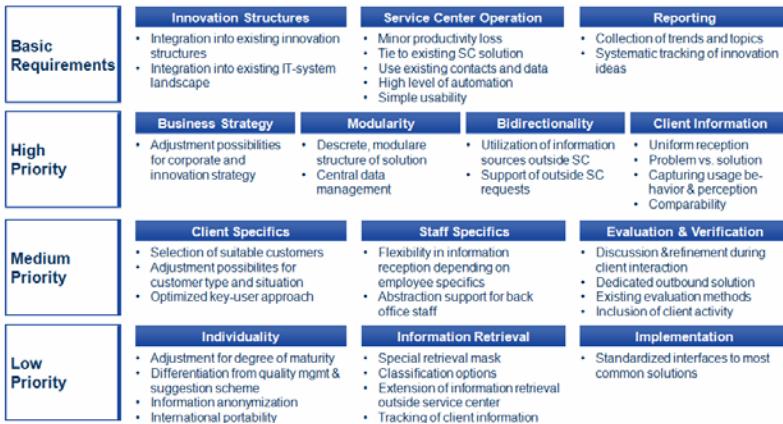 Basic
Requirements
Innovation Structures
• Integration into existing innovation
structures
• Integration into existing IT-system
landscape
Service Center Operation
• Minor productivity loss
• Tie to existing SC solution
• Use existing contacts and data
• High level of automation
• Simple usability
Reporting
• Collection of trends and topics
• Systematic tracking of innovation
ideas
High
Priority
Business Strategy
• Adjustment possibilities
for corporate and
innovation strategy
Modularity
• Descrete, modulare
structure of solution
• Central data
management
Bidirectionality
• Utilization of information
sources outside SC
• Support of outside SC
requests
Client Information
• Uniform reception
• Problem vs. solution
• Capturing usage be-
havior & perception
• Comparability
Medium
Priority
Client Specifics
• Selection of suitable customers
• Adjustment possibilites for
customer type and situation
• Optimized key-user approach
Staff Specifics
• Flexibility in information
reception depending on
employee specifics
• Abstraction support for back
office staff
Evaluation & Verification
• Discussion &refinement during
client interaction
• Dedicated outbound solution
• Existing evaluation methods
• Inclusion of client activity
Low
Priority
Individuality
• Adjustment for degree of maturity
• Differentiation from quality mgmt &
suggestion scheme
• Information anonymization
• International portability
Information Retrieval
• Special retrieval mask
• Classification options
• Extension of information retrieval
outside service center
• Tracking of client information
Implementation
• Standardized interfaces to most
common solutions